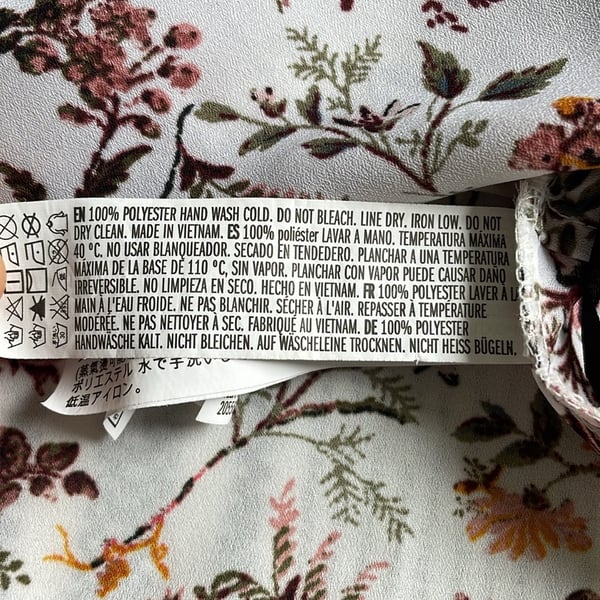 EN 100% POLYESTER HAND WASH COLD. DO NOT BLEACH. LINE DRY. IRON LOW. DO NOT
DRY CLEAN. MADE IN VIETNAM. ES 100% poliéster LAVAR A MANO. TEMPERATURA MÁXIMA
40 ºC. NO USAR BLANQUEADOR. SECADO EN TENDEDERO. PLANCHAR A UNA TEMPERATURA
MÁXIMA DE LA BASE DE 110 °C, SIN VAPOR. PLANCHAR CON VAPOR PUEDE CAUSAR DAÑO
IRREVERSIBLE. NO LIMPIEZA EN SECO. HECHO EN VIETNAM. FR 100% POLYESTER LAVER À LA
MAIN À L'EAU FROIDE. NE PAS BLANCHIR. SÉCHER À L'AIR. REPASSER À TEMPÉRATURE
MODÉRÉE. NE PAS NETTOYER À SEC. FABRIQUÉ AU VIETNAM. DE 100% POLYESTER
HANDWÄSCHE KALT. NICHT BLEICHEN. AUF WÄSCHELEINE TROCKNEN. NICHT HEISS BÜGELN.
ポリエステル 水で手洗い
低温アイロン。